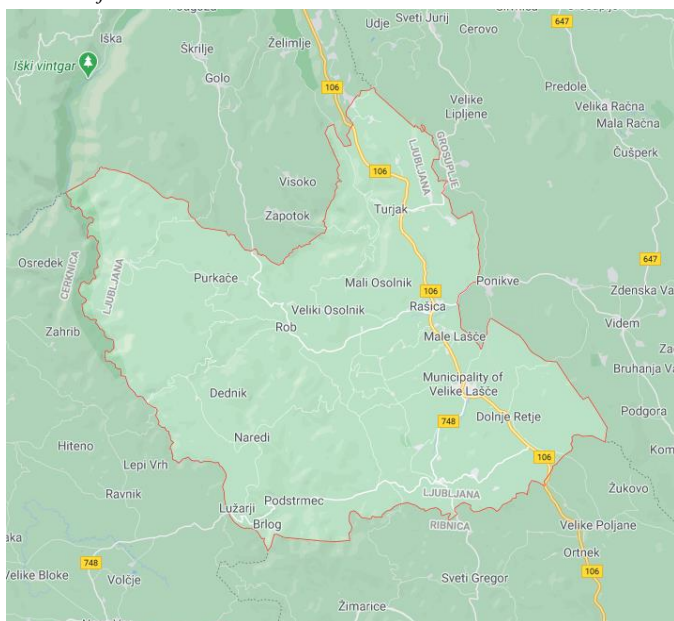 Iška
Škrilje
Želimlje
Udje
Sveti Jurij
Cerovo
647
Iški vintgar
Golo
106
Predole
Velike
Lipljene
Velika Račna
Mala Račna
Čušperk
LJUBLJANA
GROSUPLJE
106
Visoko
Turjak
Zapotok
Osredek
CERKNICA
LJUBLJANA
Purkače
Mali Osolnik
Ponikve
647
106
Zdenska Va
Rašica
Veliki Osolnik
Rob
Videm
Zahrib
Male Lašče
Bruhanja Va
Municipality of
Velike Lašče
Dednik
Dolnje Retje
Podgora
748
Naredi
Hiteno
Lepi Vrh
106
Kom
Ravnik
LJUBLJANA
Žukovo
Podstrmec
Lužarji
Brlog
RIBNICA
Velike Poljane
Ortnek
748
Velike Bloke
Volčje
106
Sveti Gregor
Žimarice